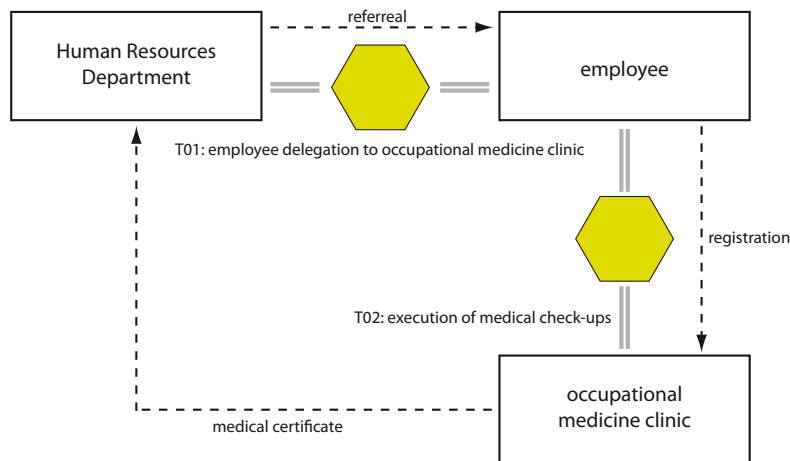 referreal
Human Resources
Department
employee
T01: employee delegation to occupational medicine clinic
registration
T02: execution of medical check-ups
occupational
medicine clinic
medical certificate